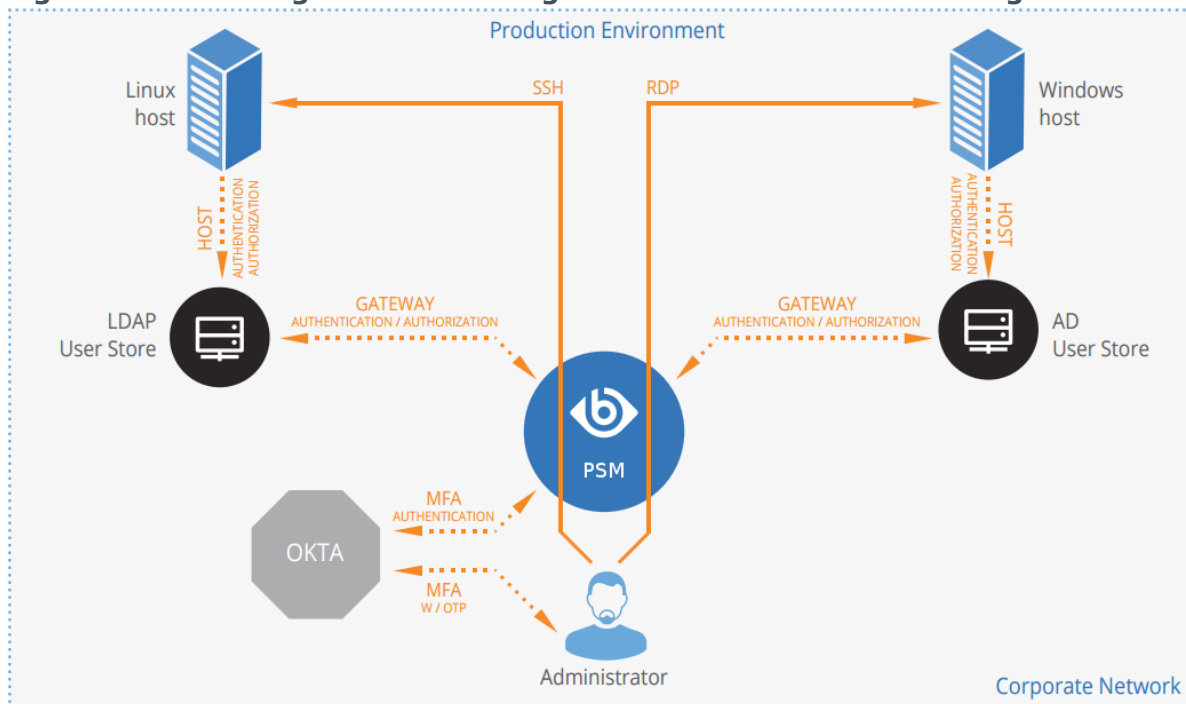 Production Environment
Linux
host
SSH
RDP
Windows
host
HOST
AUTHENTICATION
AUTHORIZATION
HOST
AUTHENTICATION
AUTHORIZATION
LDAP
User Store
GATEWAY
AUTHENTICATION / AUTHORIZATION
GATEWAY
AUTHENTICATION / AUTHORIZATION
AD
User Store
PSM
MFA
AUTHENTICATION
OKTA
MFA
W / OTP
Administrator
Corporate Network